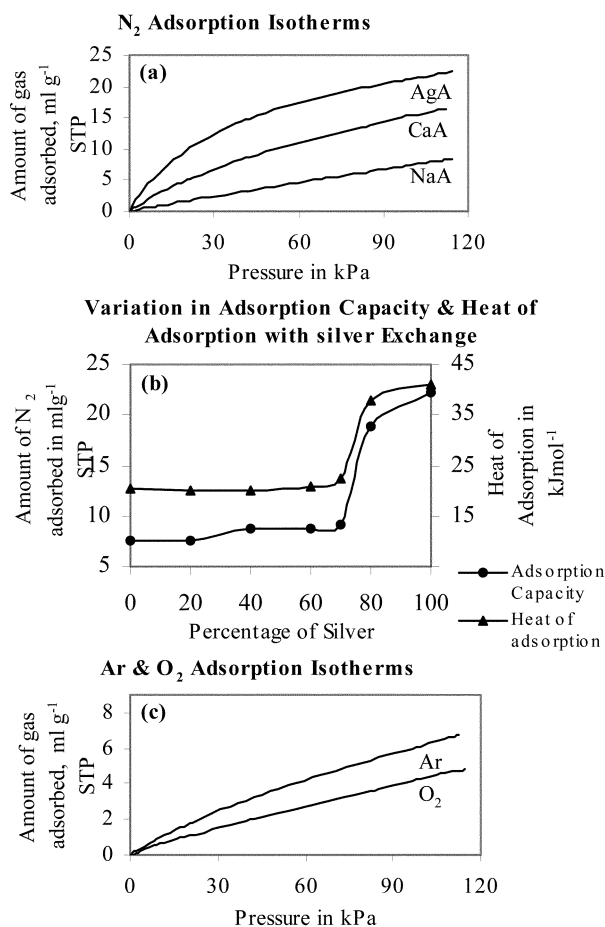 N2 Adsorption Isotherms
Amount of gas
adsorbed, ml g-1
STP
25
20
15
10
5
0
(a)
AgA
CaA
NaA
0 30 60 90 120
Pressure in kPa
Variation in Adsorption Capacity & Heat of
Adsorption with silver Exchange
Amount of N2
adsorbed in mlg-1
STP
25
21
17
13
9
5
(b)
45
35
25
15
5
Heat of
Adsorption in
kJmol-1
0 20 40 60 80 100
Percentage of Silver
Adsorption
Capacity
Heat of
adsorption
Ar & O2 Adsorption Isotherms
Amount of gas
adsorbed, ml g-1
STP
8
6
4
2
0
(c)
Ar
O2
0 30 60 90 120
Pressure in kPa